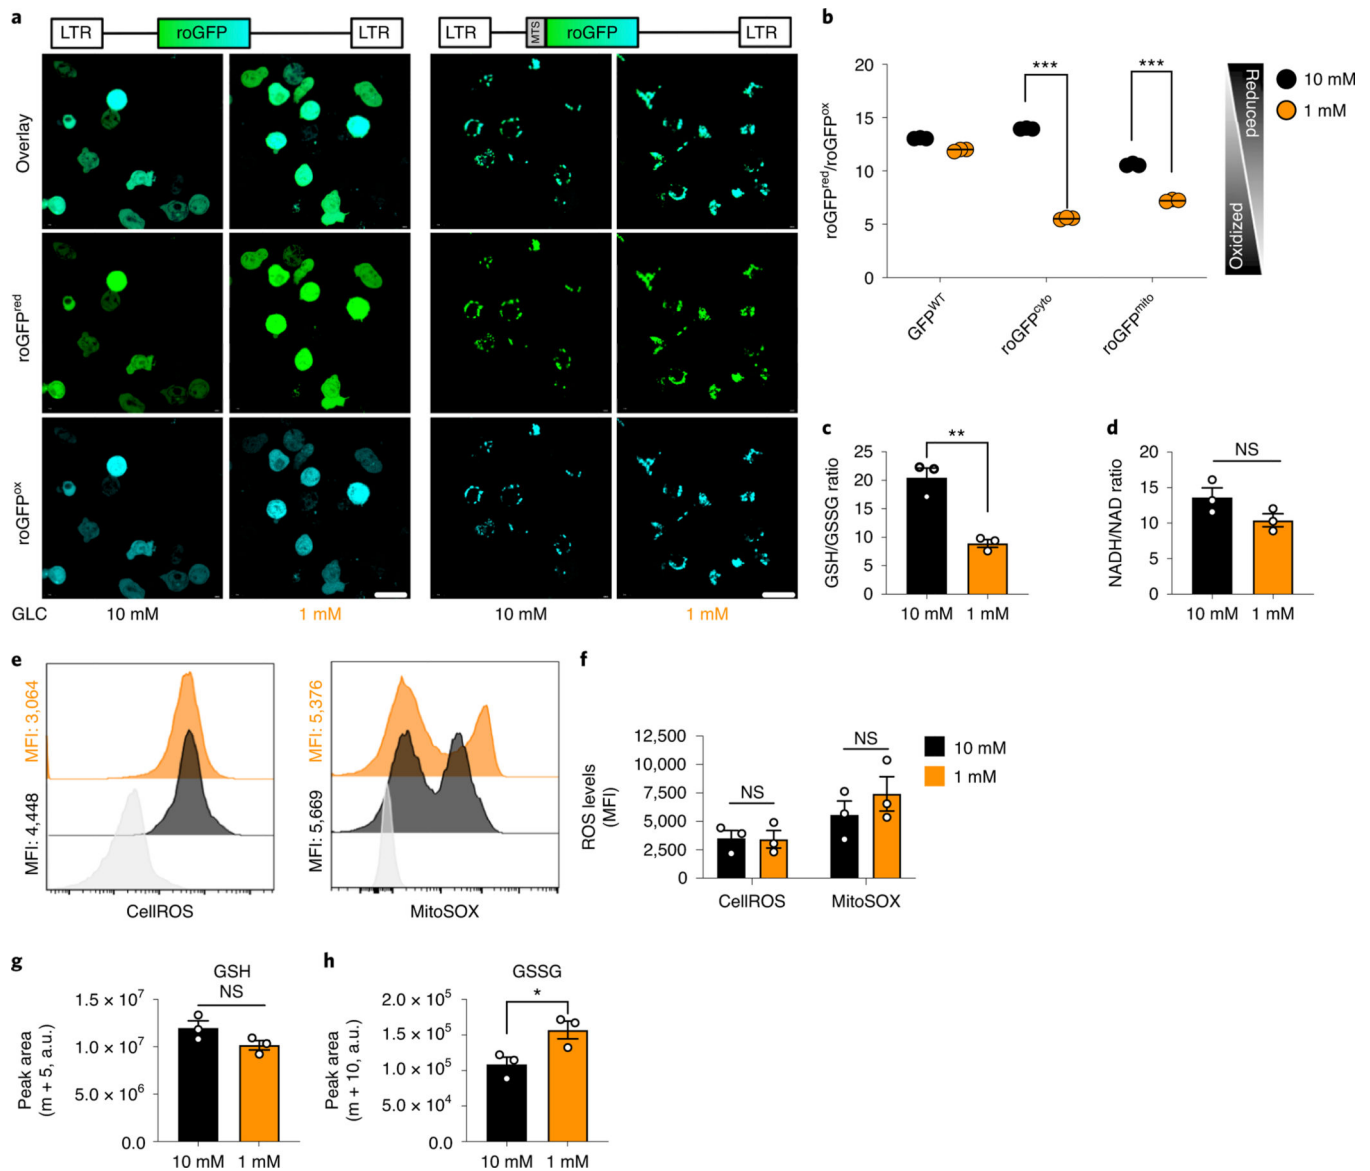 a
LTR
roGFP
LTR
LTR
MTS
roGFP
LTR
Overlay
roGFPred
roGFPox
GLC
10 mM
1 mM
10 mM
1 mM
b
roGFPred/roGFPox
20
15
10
5
0
***
***
GFPWT
roGFPcyto
roGFPmito
Reduced
Oxidized
10 mM
1 mM
c
GSH/GSSG ratio
25
20
15
10
5
0
**
10 mM
1 mM
d
NADH/NAD ratio
20
15
10
5
0
NS
10 mM
1 mM
e
MFI: 3,064
MFI: 4,448
CellROS
MFI: 5,376
MFI: 5,669
MitoSOX
f
ROS levels
(MFI)
12,500
10,000
7,500
5,000
2,500
0
NS
NS
CellROS
MitoSOX
10 mM
1 mM
g
GSH
NS
Peak area
(m + 5, a.u.)
1.5 × 10⁷
1.0 × 10⁷
5.0 × 10⁶
0.0
10 mM
1 mM
h
GSSG
*
Peak area
(m + 10, a.u.)
2.0 × 10⁵
1.5 × 10⁵
1.0 × 10⁵
5.0 × 10⁴
0.0
10 mM
1 mM